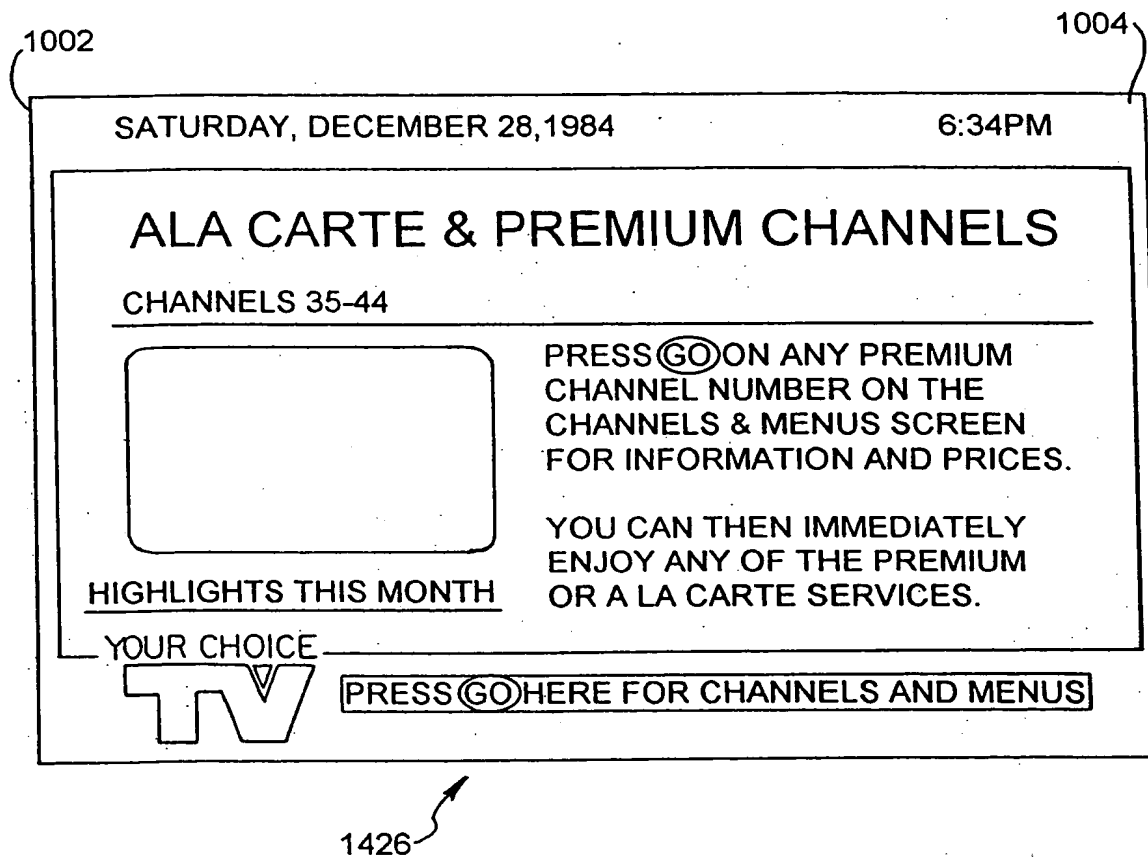 1002
1004
SATURDAY, DECEMBER 28,1984 6:34PM
ALA CARTE & PREMIUM CHANNELS
CHANNELS 35-44
PRESS GO ON ANY PREMIUM
CHANNEL NUMBER ON THE
CHANNELS & MENUS SCREEN
FOR INFORMATION AND PRICES.
YOU CAN THEN IMMEDIATELY
ENJOY ANY OF THE PREMIUM
OR A LA CARTE SERVICES.
HIGHLIGHTS THIS MONTH
YOUR CHOICE
TV
PRESS GO HERE FOR CHANNELS AND MENUS
1426